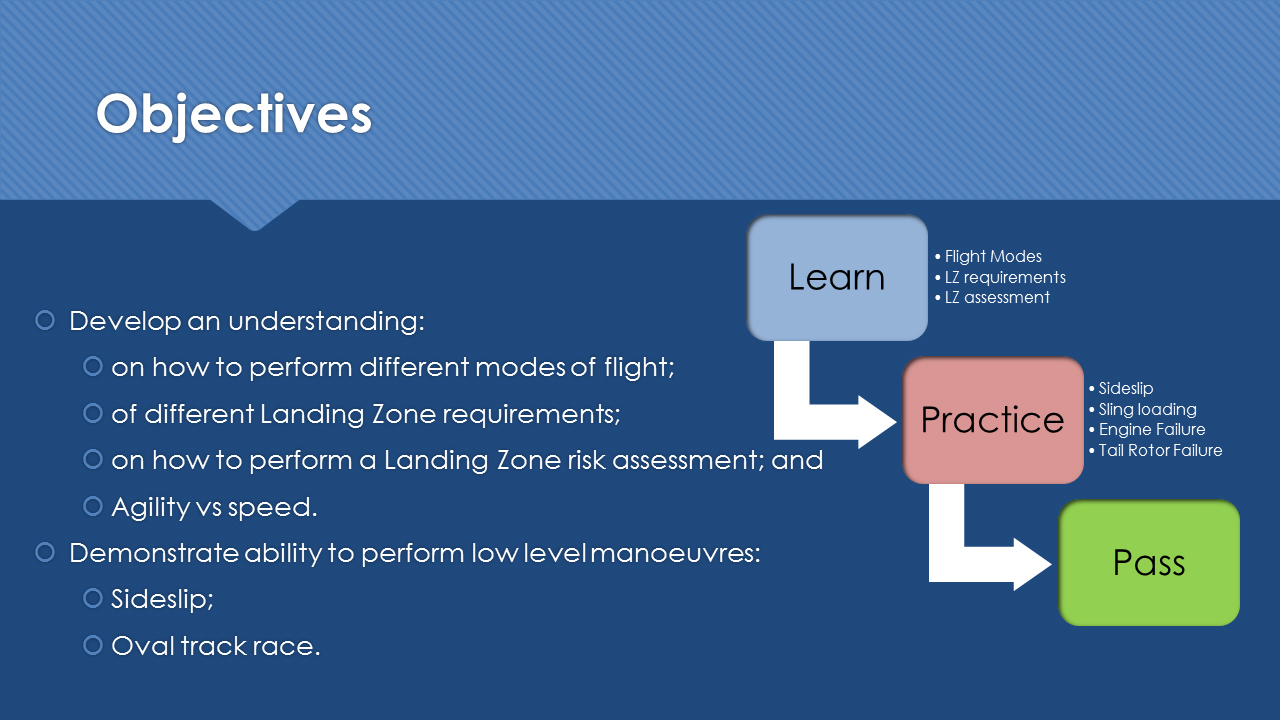 Objectives
Develop an understanding:
on how to perform different modes of flight;
of different Landing Zone requirements;
on how to perform a Landing Zone risk assessment; and
Agility vs speed.
Demonstrate ability to perform low level manoeuvres:
Sideslip;
Oval track race.
Learn
• Flight Modes
• LZ requirements
• LZ assessment
Practice
• Sideslip
• Sling loading
• Engine Failure
• Tail Rotor Failure
Pass